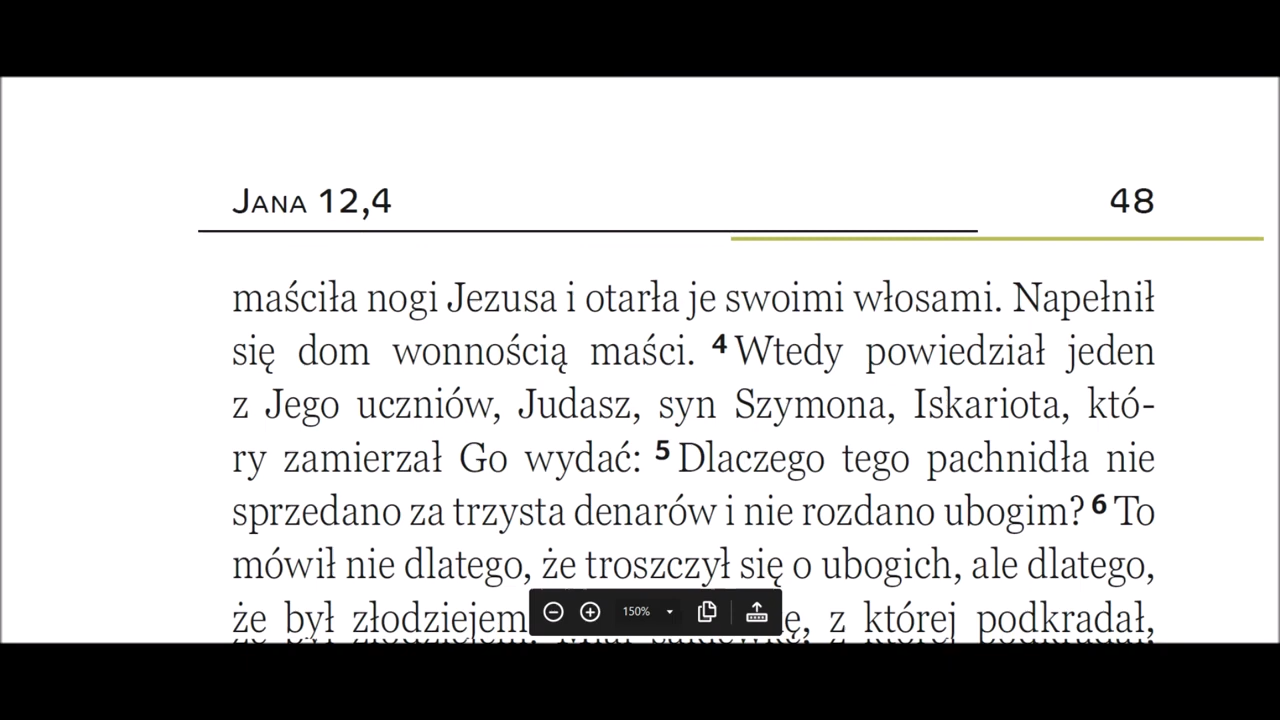 Jana 12,4 48
maściła nogi Jezusa i otarła je swoimi włosami. Napełnił
się dom wonnością maści. 4 Wtedy powiedział jeden
z Jego uczniów, Judasz, syn Szymona, Iskariota, któ-
ry zamierzał Go wydać: 5 Dlaczego tego pachnidła nie
sprzedano za trzysta denarów i nie rozdano ubogim? 6 To
mówił nie dlatego, że troszczył się o ubogich, ale dlatego,
że był złodziejem z której podkradał,
150%